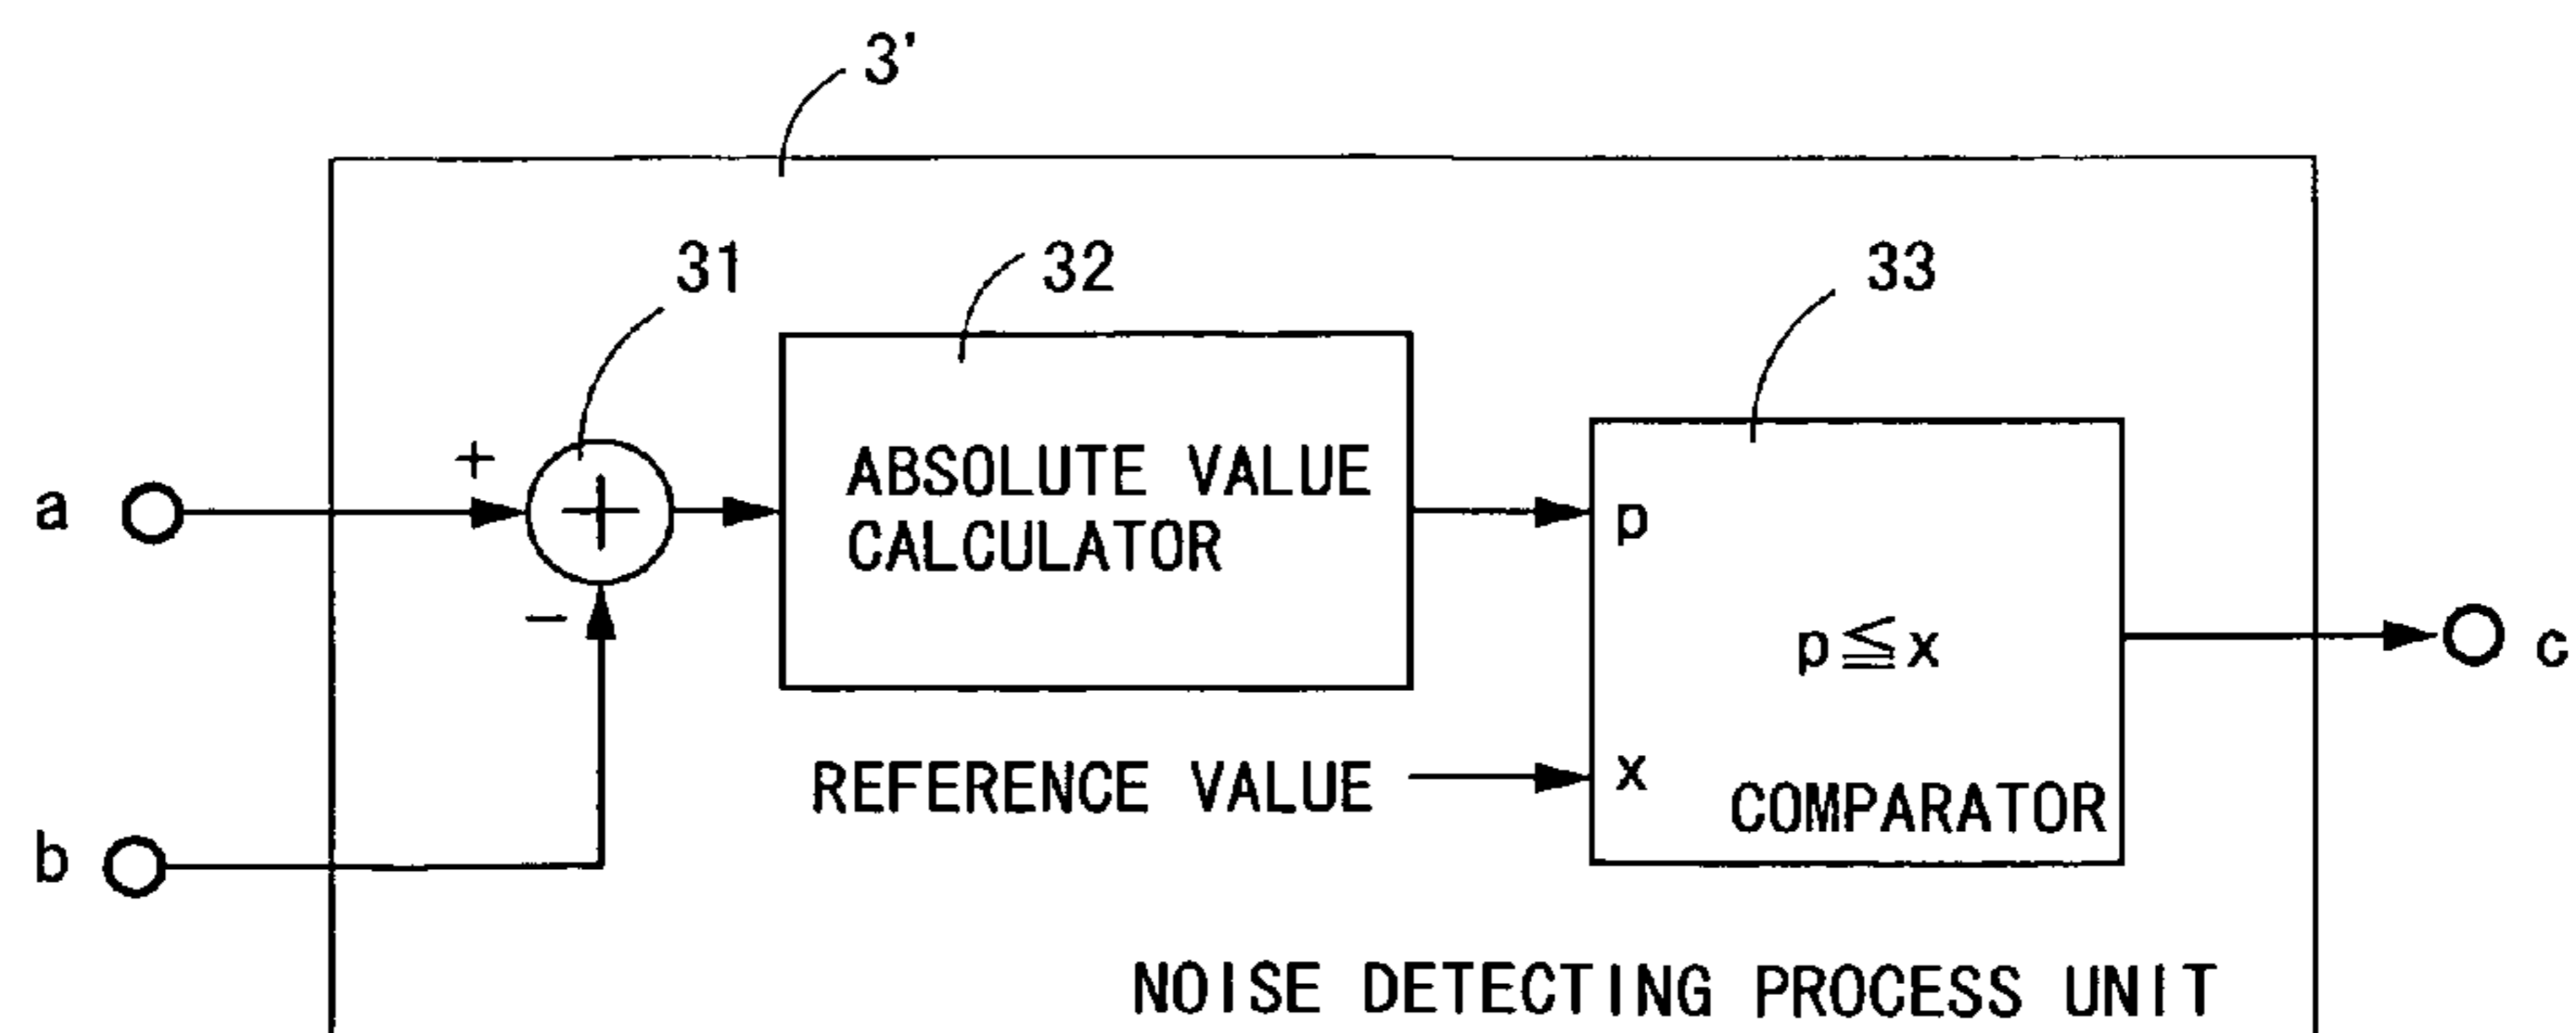 3'
31
32
33
+
ABSOLUTE VALUE
CALCULATOR
a
+
p
−
p≦x
c
REFERENCE VALUE
x
COMPARATOR
b
NOISE DETECTING PROCESS UNIT